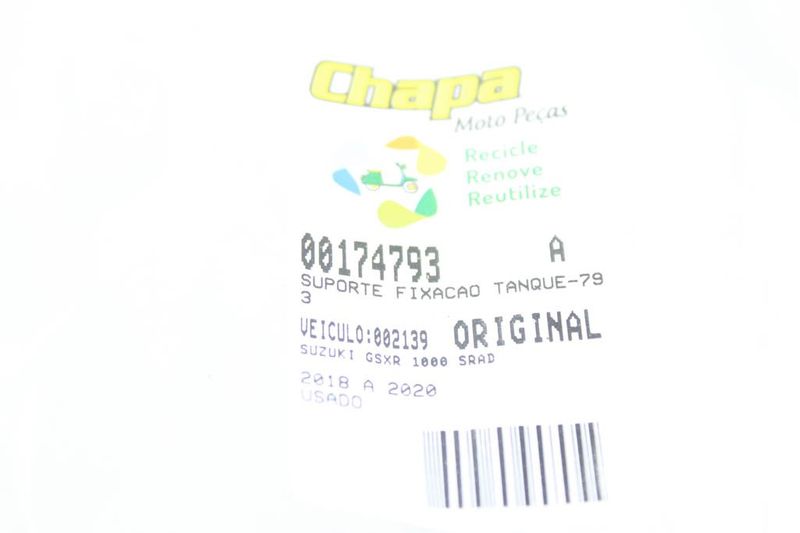 Chapa
Moto Peças
Recicle
Renove
Reutilize
00174793 A
SUPORTE FIXACAO TANQUE-79
3
VEICULO:002139 ORIGINAL
SUZUKI GSXR 1000 SRAD
2018 A 2020
USADO